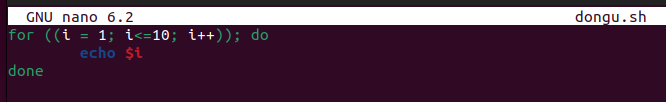 GNU nano 6.2 dongu.sh
for ((i = 1; i<=10; i++)); do
        echo $i
done